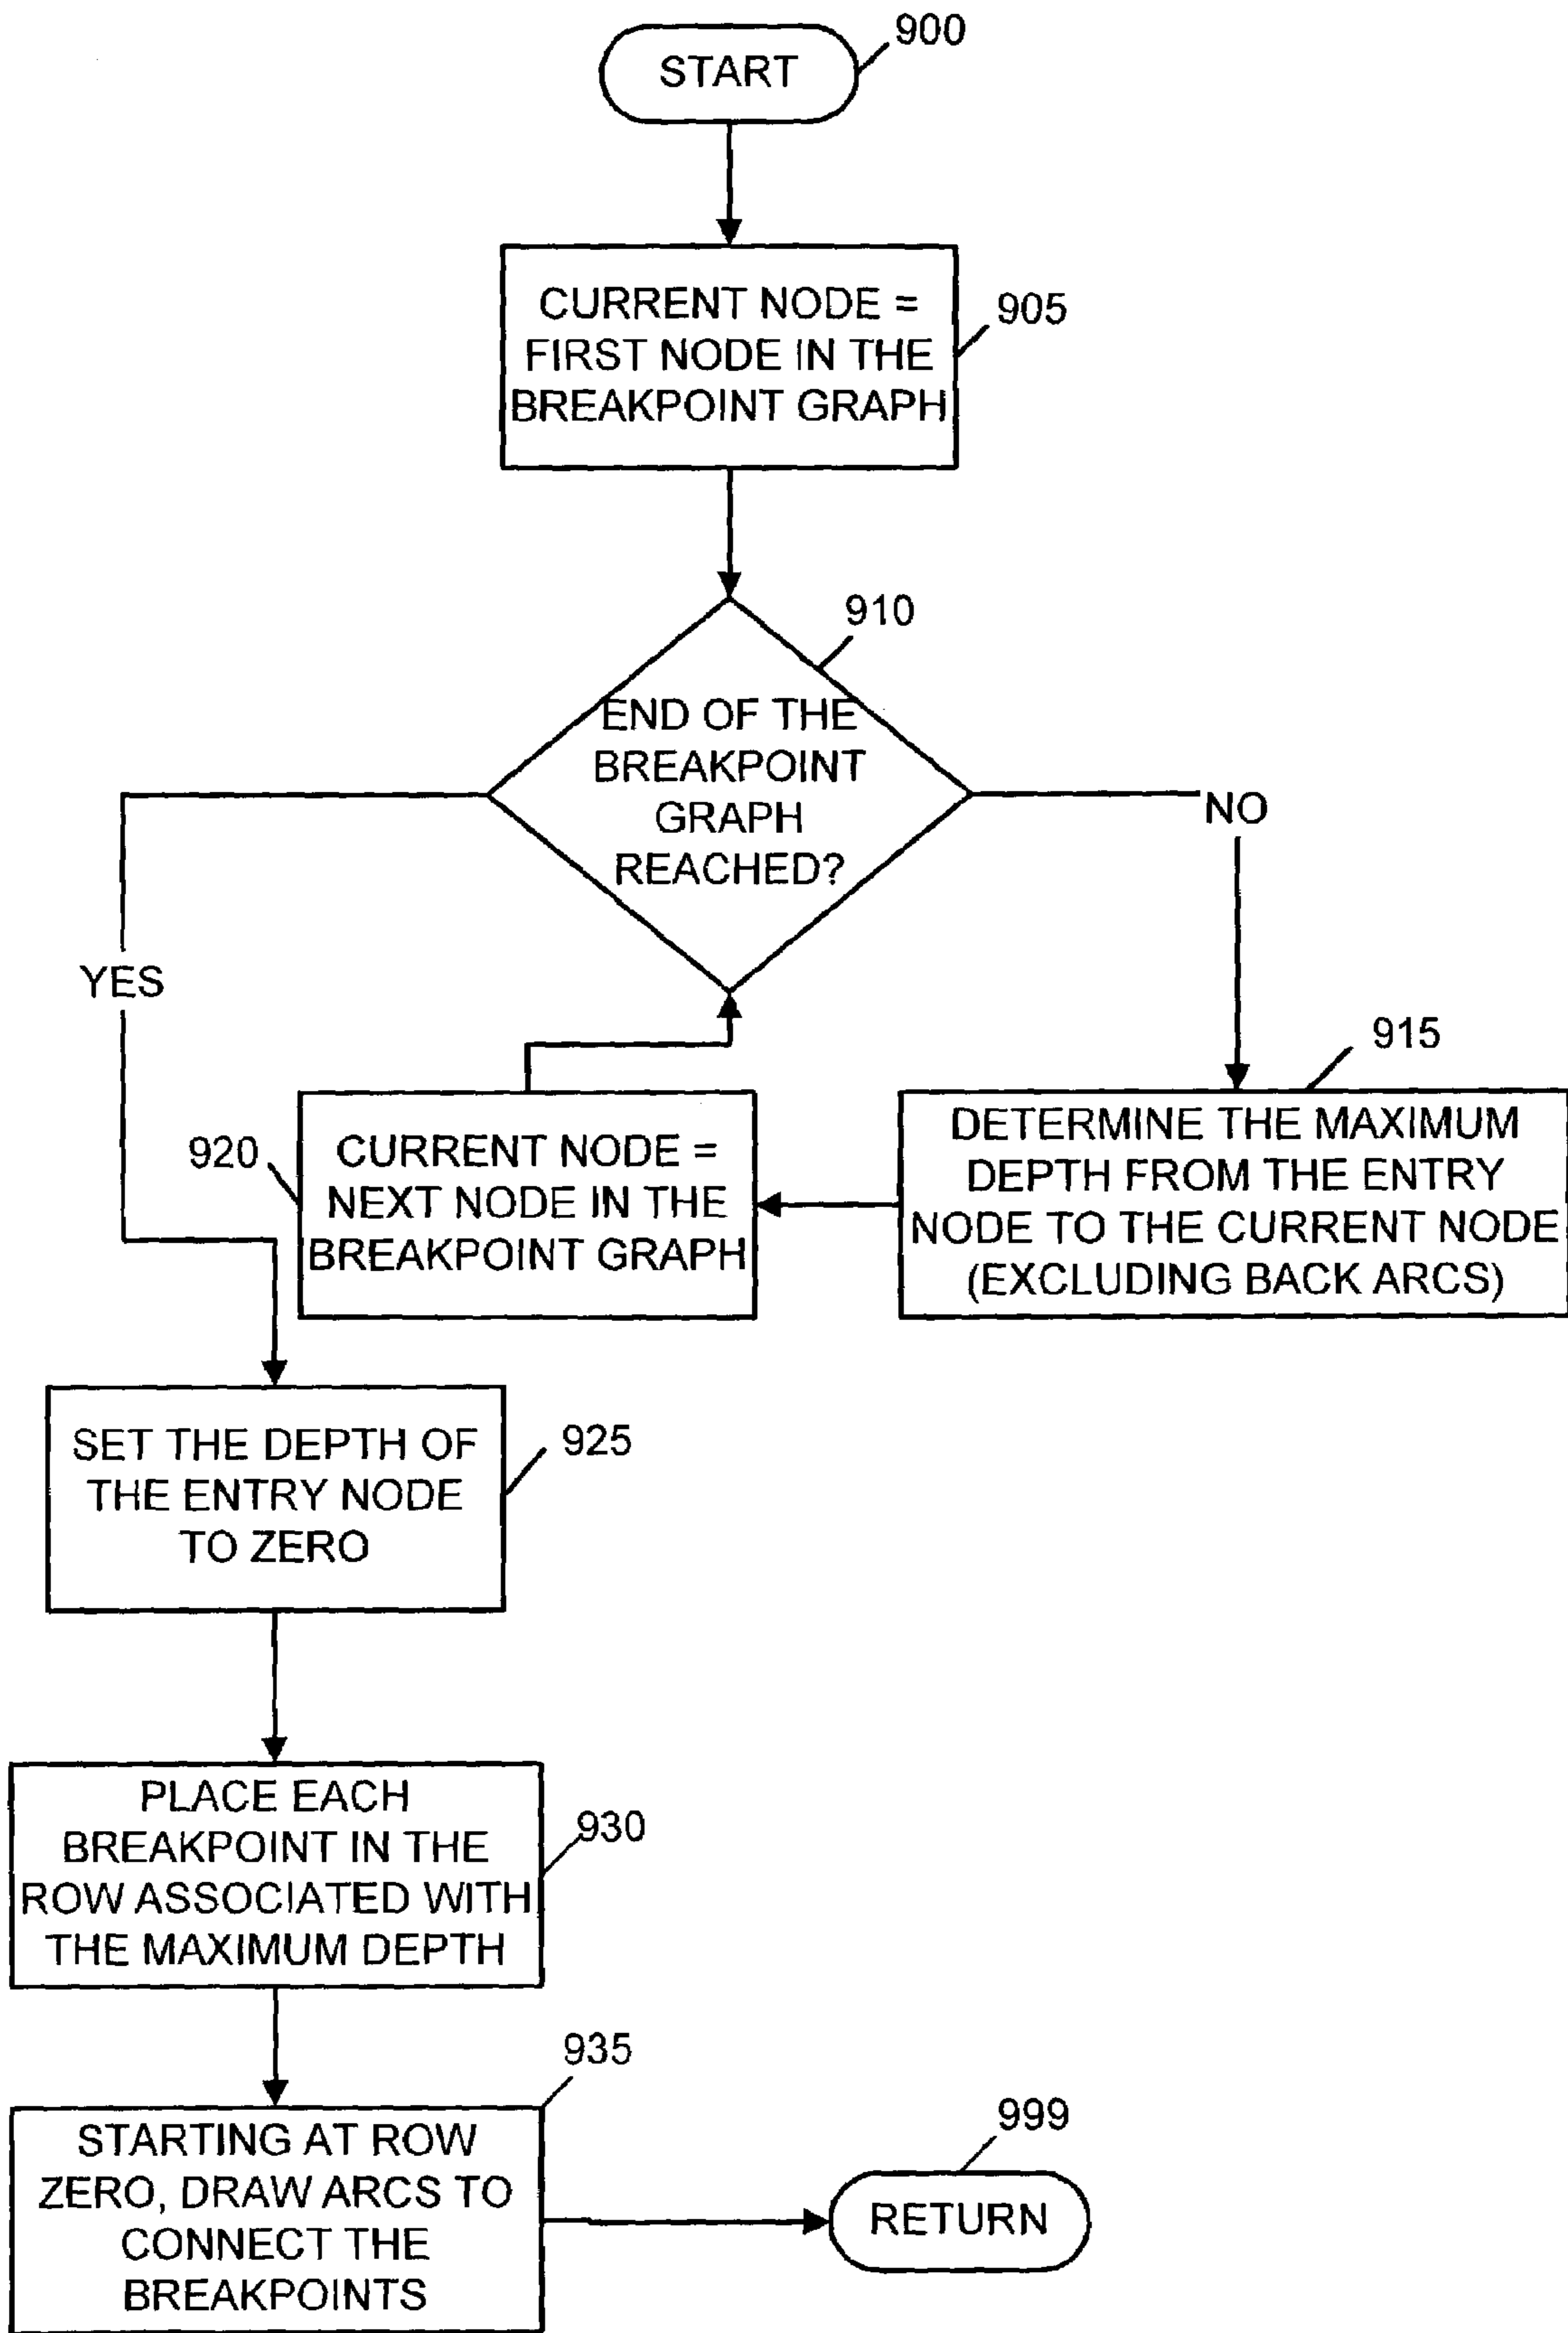 START
900
CURRENT NODE =
FIRST NODE IN THE
BREAKPOINT GRAPH
905
910
END OF THE
BREAKPOINT
GRAPH
REACHED?
NO
YES
915
DETERMINE THE MAXIMUM
DEPTH FROM THE ENTRY
NODE TO THE CURRENT NODE
(EXCLUDING BACK ARCS)
920
CURRENT NODE =
NEXT NODE IN THE
BREAKPOINT GRAPH
SET THE DEPTH OF
THE ENTRY NODE
TO ZERO
925
PLACE EACH
BREAKPOINT IN THE
ROW ASSOCIATED WITH
THE MAXIMUM DEPTH
930
935
STARTING AT ROW
ZERO, DRAW ARCS TO
CONNECT THE
BREAKPOINTS
999
RETURN